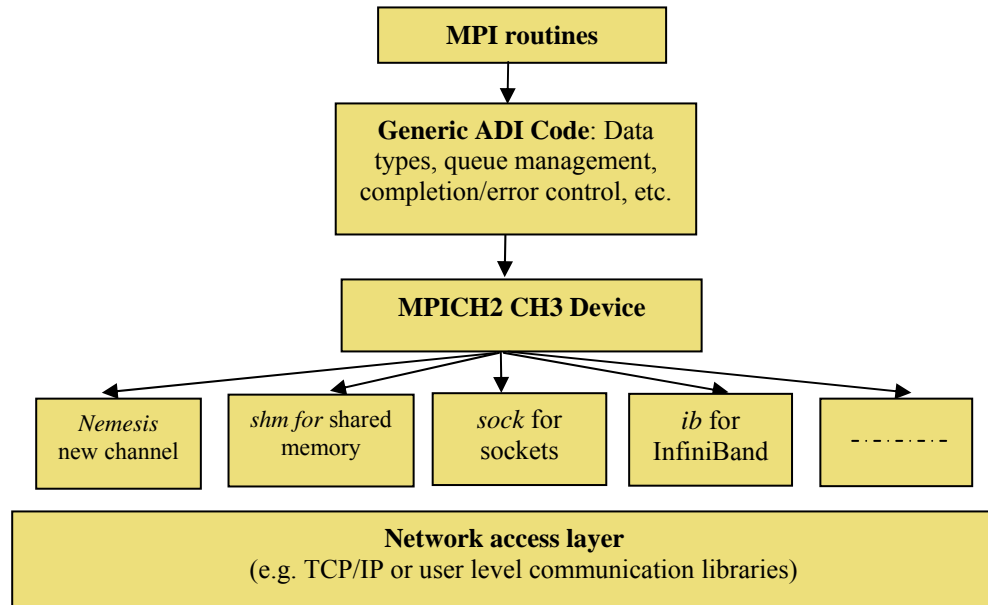 MPI routines
Generic ADI Code: Data
types, queue management,
completion/error control, etc.
MPICH2 CH3 Device
Nemesis
new channel
shm for shared
memory
sock for
sockets
ib for
InfiniBand
Network access layer
(e.g. TCP/IP or user level communication libraries)